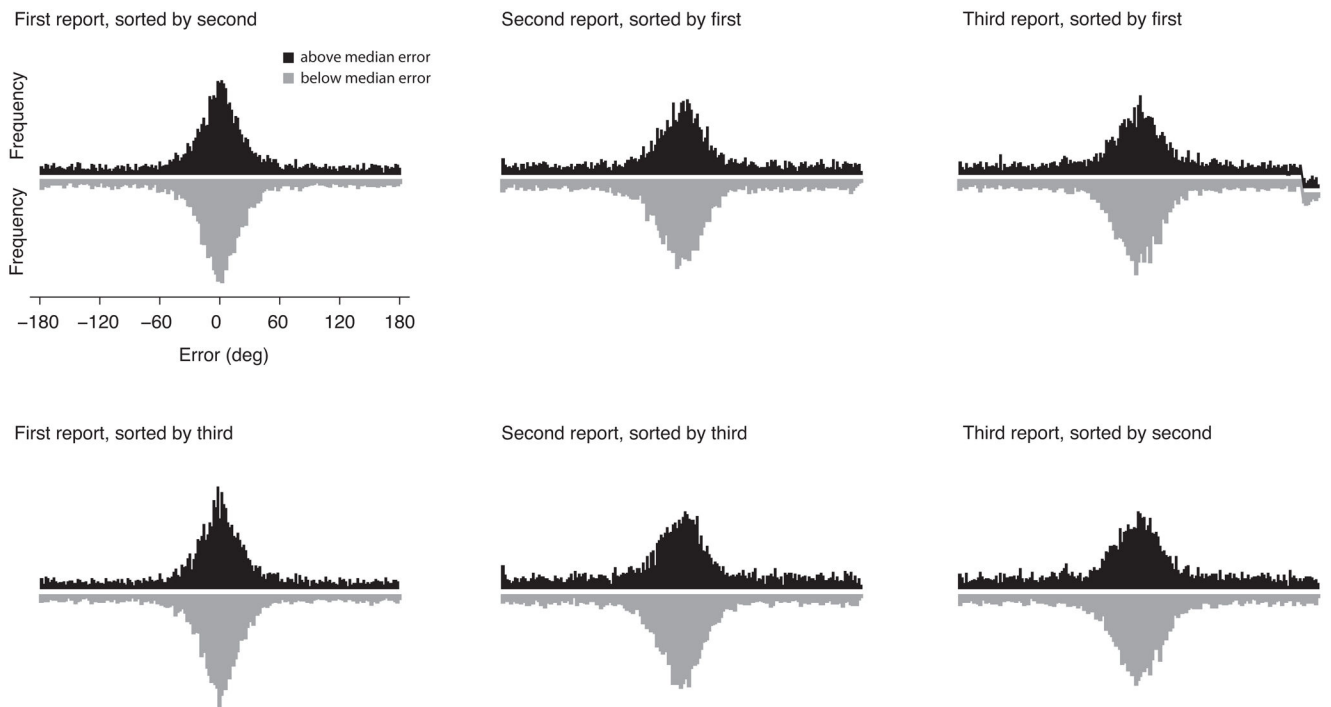 First report, sorted by second
Second report, sorted by first
Third report, sorted by first
above median error
below median error
Frequency
Frequency
−180 −120 −60 0 60 120 180
Error (deg)
First report, sorted by third
Second report, sorted by third
Third report, sorted by second